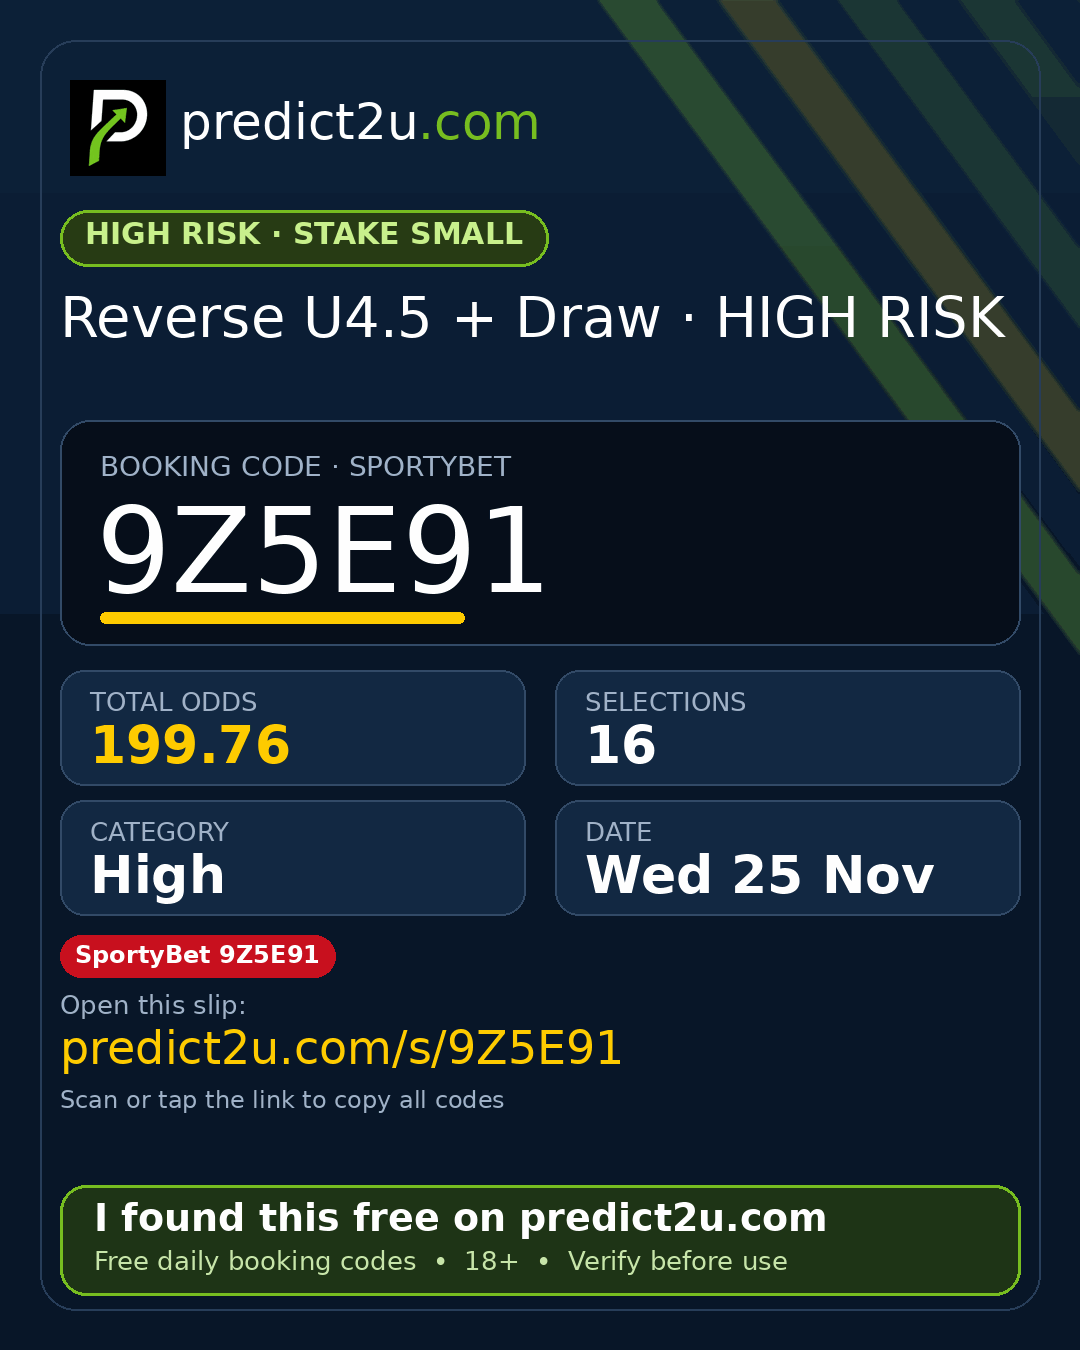 predict2u.com
HIGH RISK · STAKE SMALL
Reverse U4.5 + Draw · HIGH RISK
BOOKING CODE · SPORTYBET
9Z5E91
TOTAL ODDS
199.76
SELECTIONS
16
CATEGORY
High
DATE
Wed 25 Nov
SportyBet 9Z5E91
Open this slip:
predict2u.com/s/9Z5E91
Scan or tap the link to copy all codes
I found this free on predict2u.com
Free daily booking codes • 18+ • Verify before use